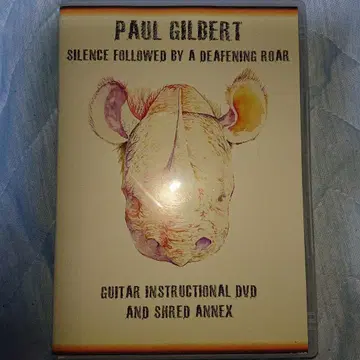 PAUL GILBERT
SILENCE FOLLOWED BY A DEAFENING ROAR
GUITAR INSTRUCTIONAL DVD
AND SHRED ANNEX